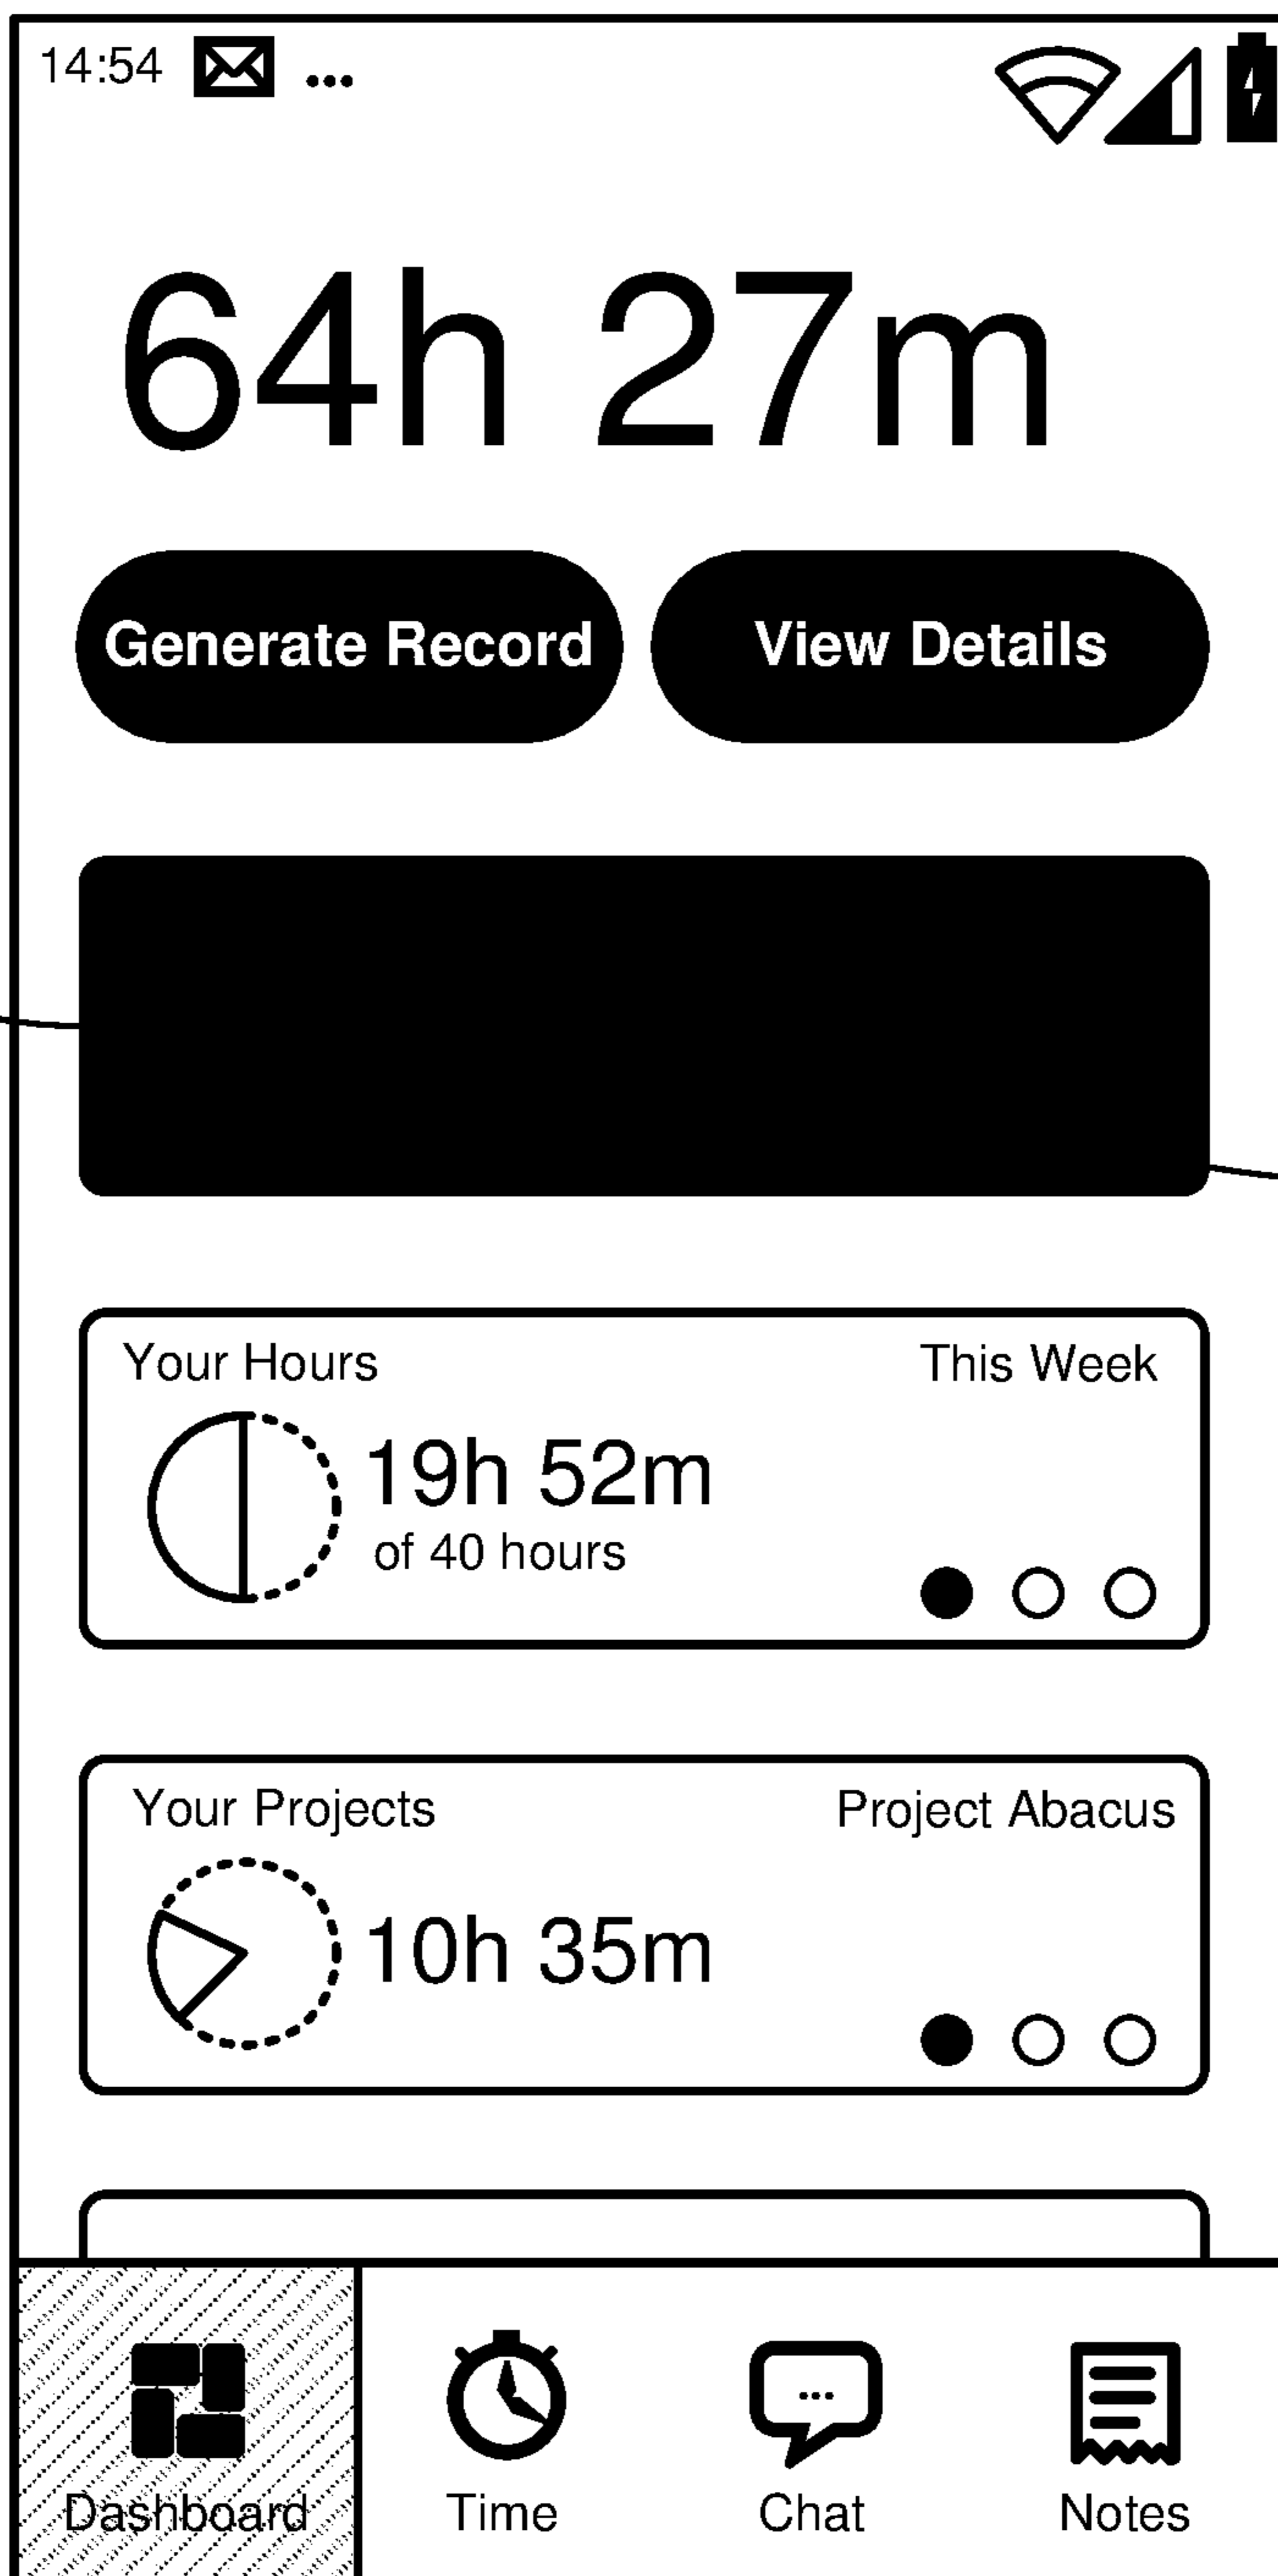 14:54
64h 27m
Generate Record
View Details
Your Hours
This Week
19h 52m
of 40 hours
Your Projects
Project Abacus
10h 35m
Dashboard
Time
Chat
Notes